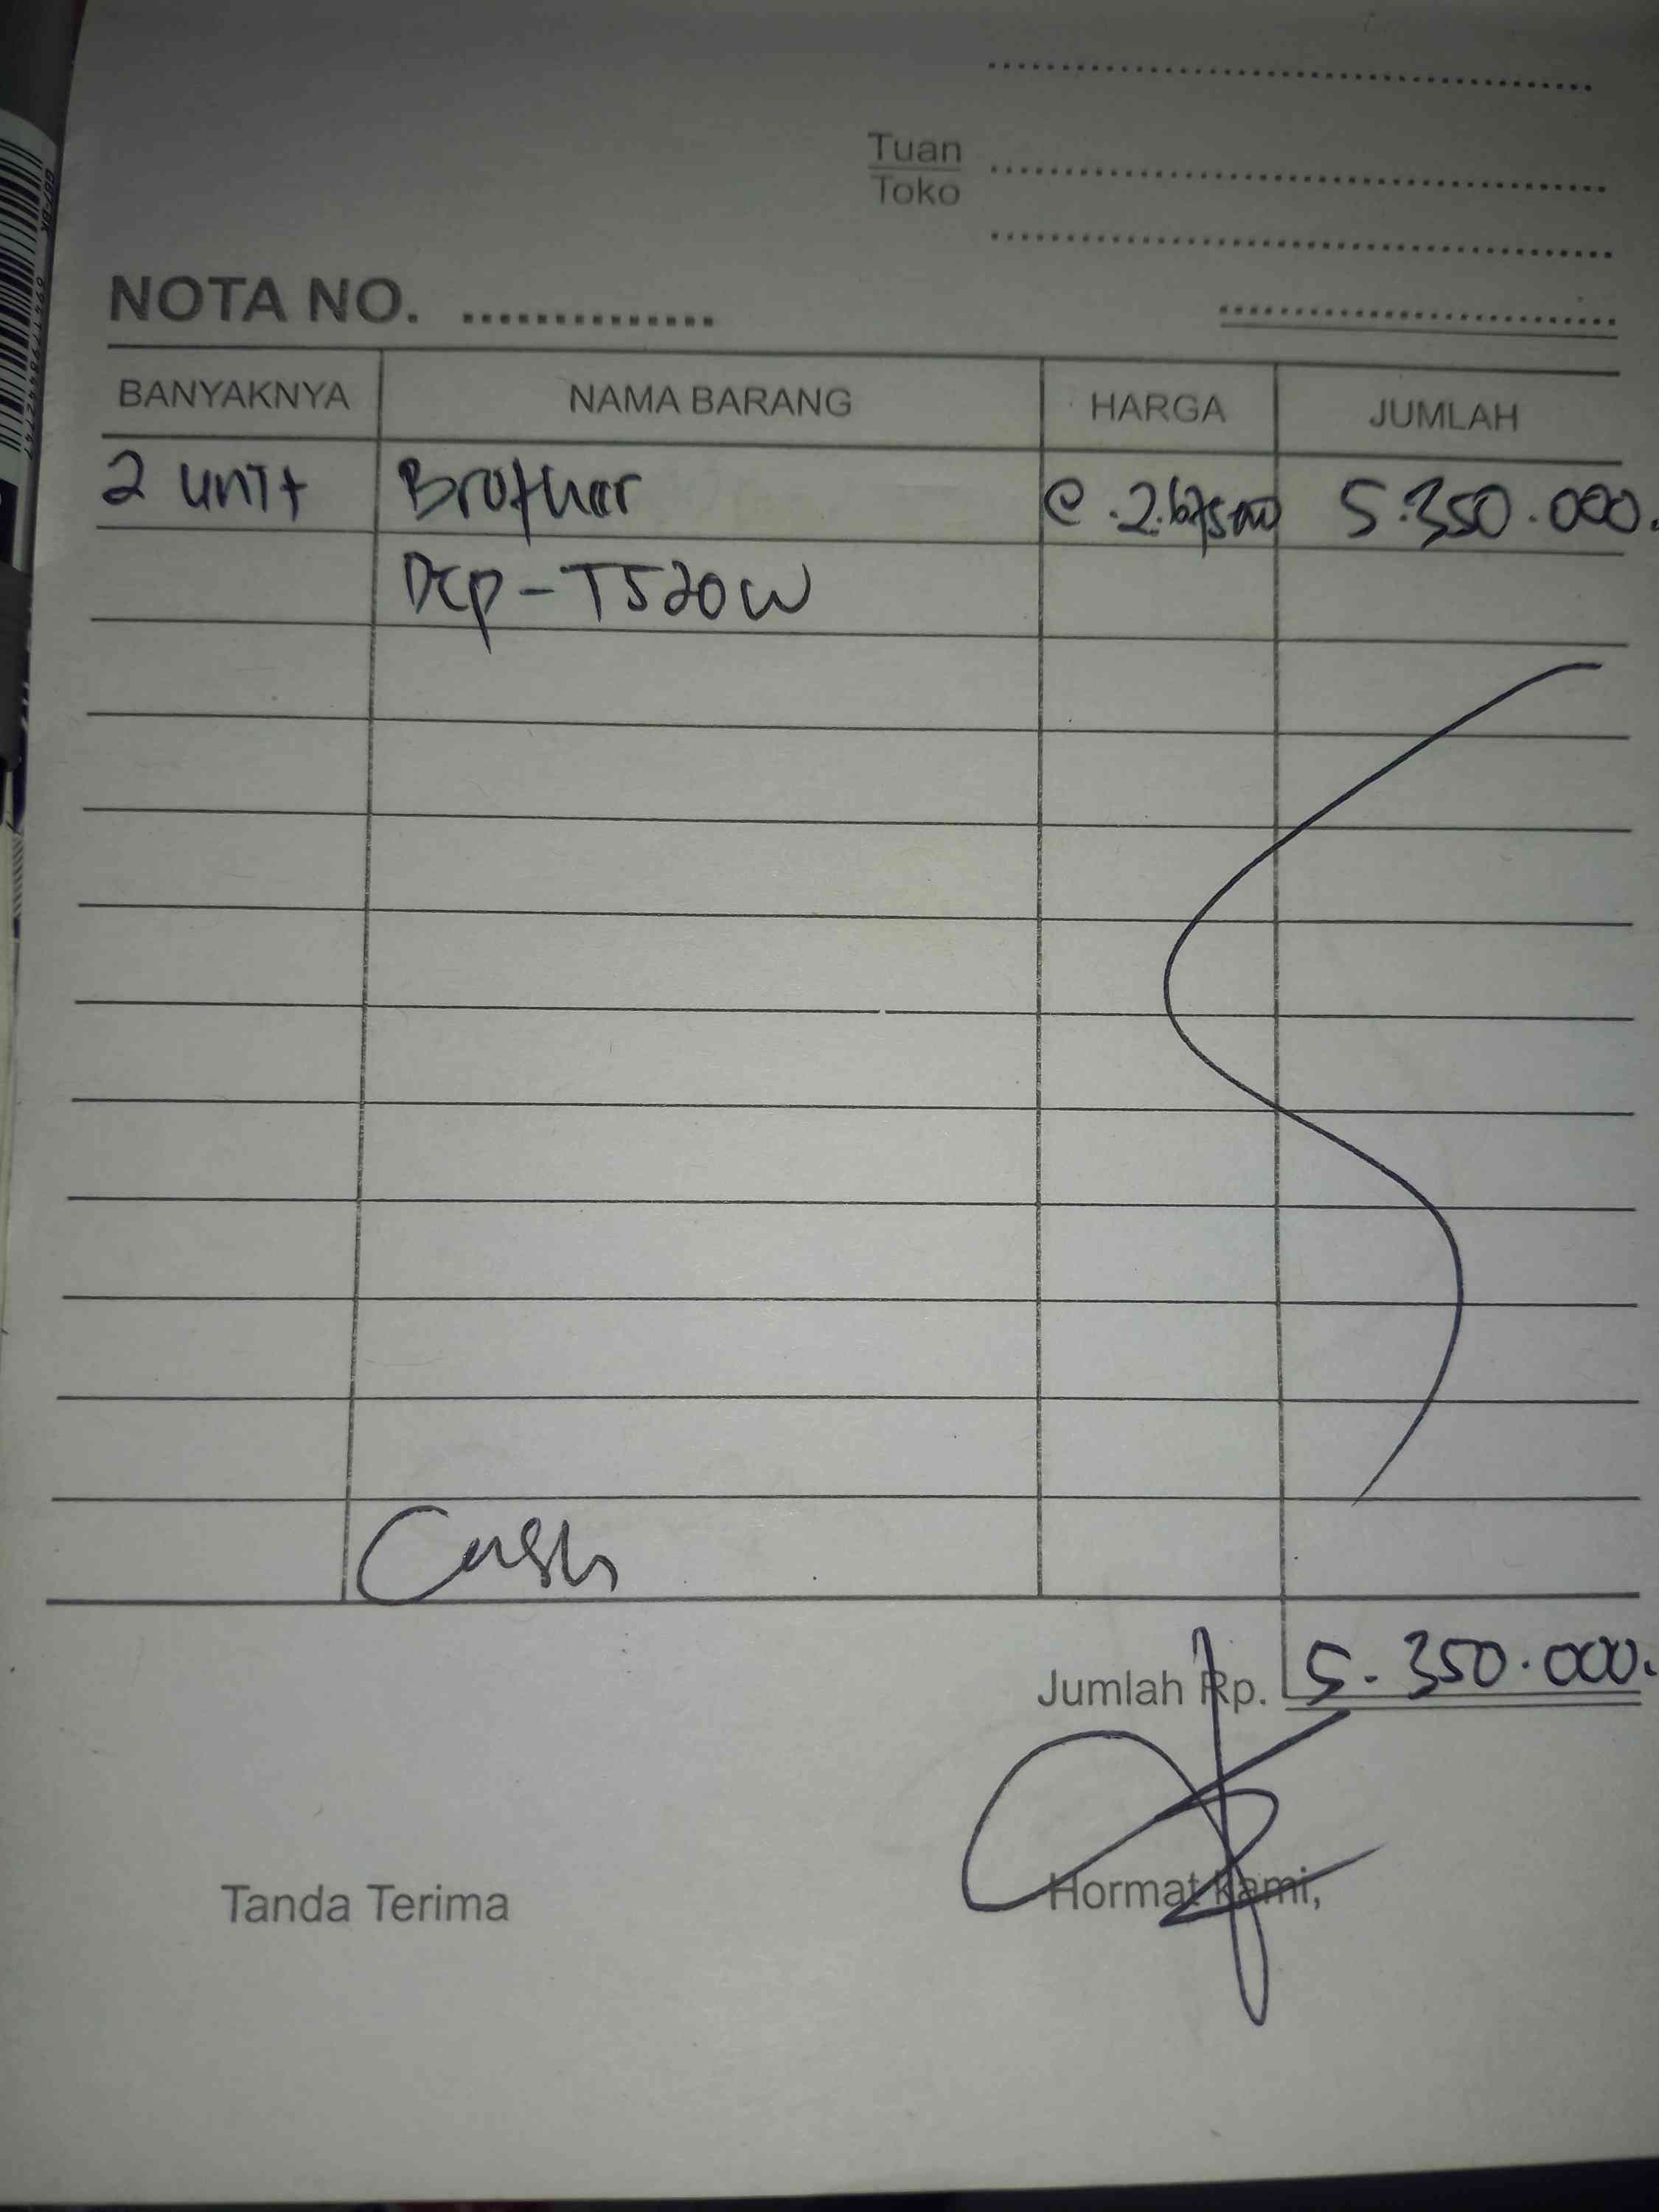 Tuan
Toko
NOTA NO.
BANYAKNYA NAMA BARANG HARGA JUMLAH
2 unit Brother @ . 2.675.000 5.350.000.
DCP-T520W
Cash
Jumlah Rp. 5.350.000.
Tanda Terima Hormat kami,